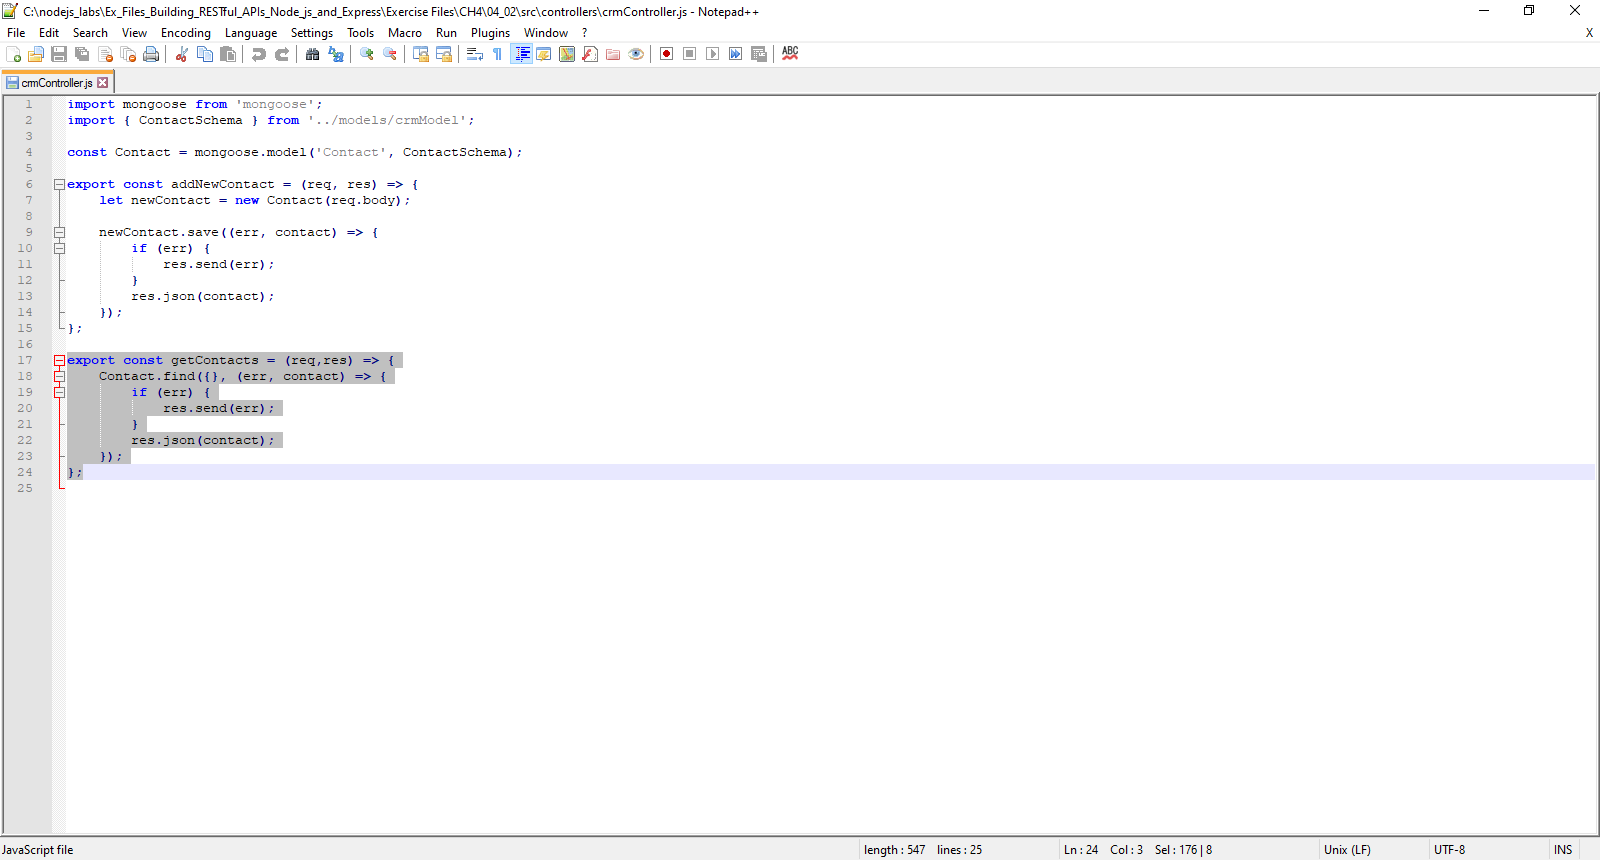 C:\nodejs_labs\Ex_Files_Building_RESTful_APIs_Node_js_and_Express\Exercise Files\CH4\04_02\src\controllers\crmController.js - Notepad++
File Edit Search View Encoding Language Settings Tools Macro Run Plugins Window ? X
ABC
crmController.js
1 import mongoose from 'mongoose';
2 import { ContactSchema } from '../models/crmModel';
3
4 const Contact = mongoose.model('Contact', ContactSchema);
5
6 export const addNewContact = (req, res) => {
7     let newContact = new Contact(req.body);
8
9     newContact.save((err, contact) => {
10         if (err) {
11             res.send(err);
12         }
13         res.json(contact);
14     });
15 };
16
17 export const getContacts = (req,res) => {
18     Contact.find({}, (err, contact) => {
19         if (err) {
20             res.send(err);
21         }
22         res.json(contact);
23     });
24 };
25
JavaScript file length : 547 lines : 25 Ln : 24 Col : 3 Sel : 176 | 8 Unix (LF) UTF-8 INS